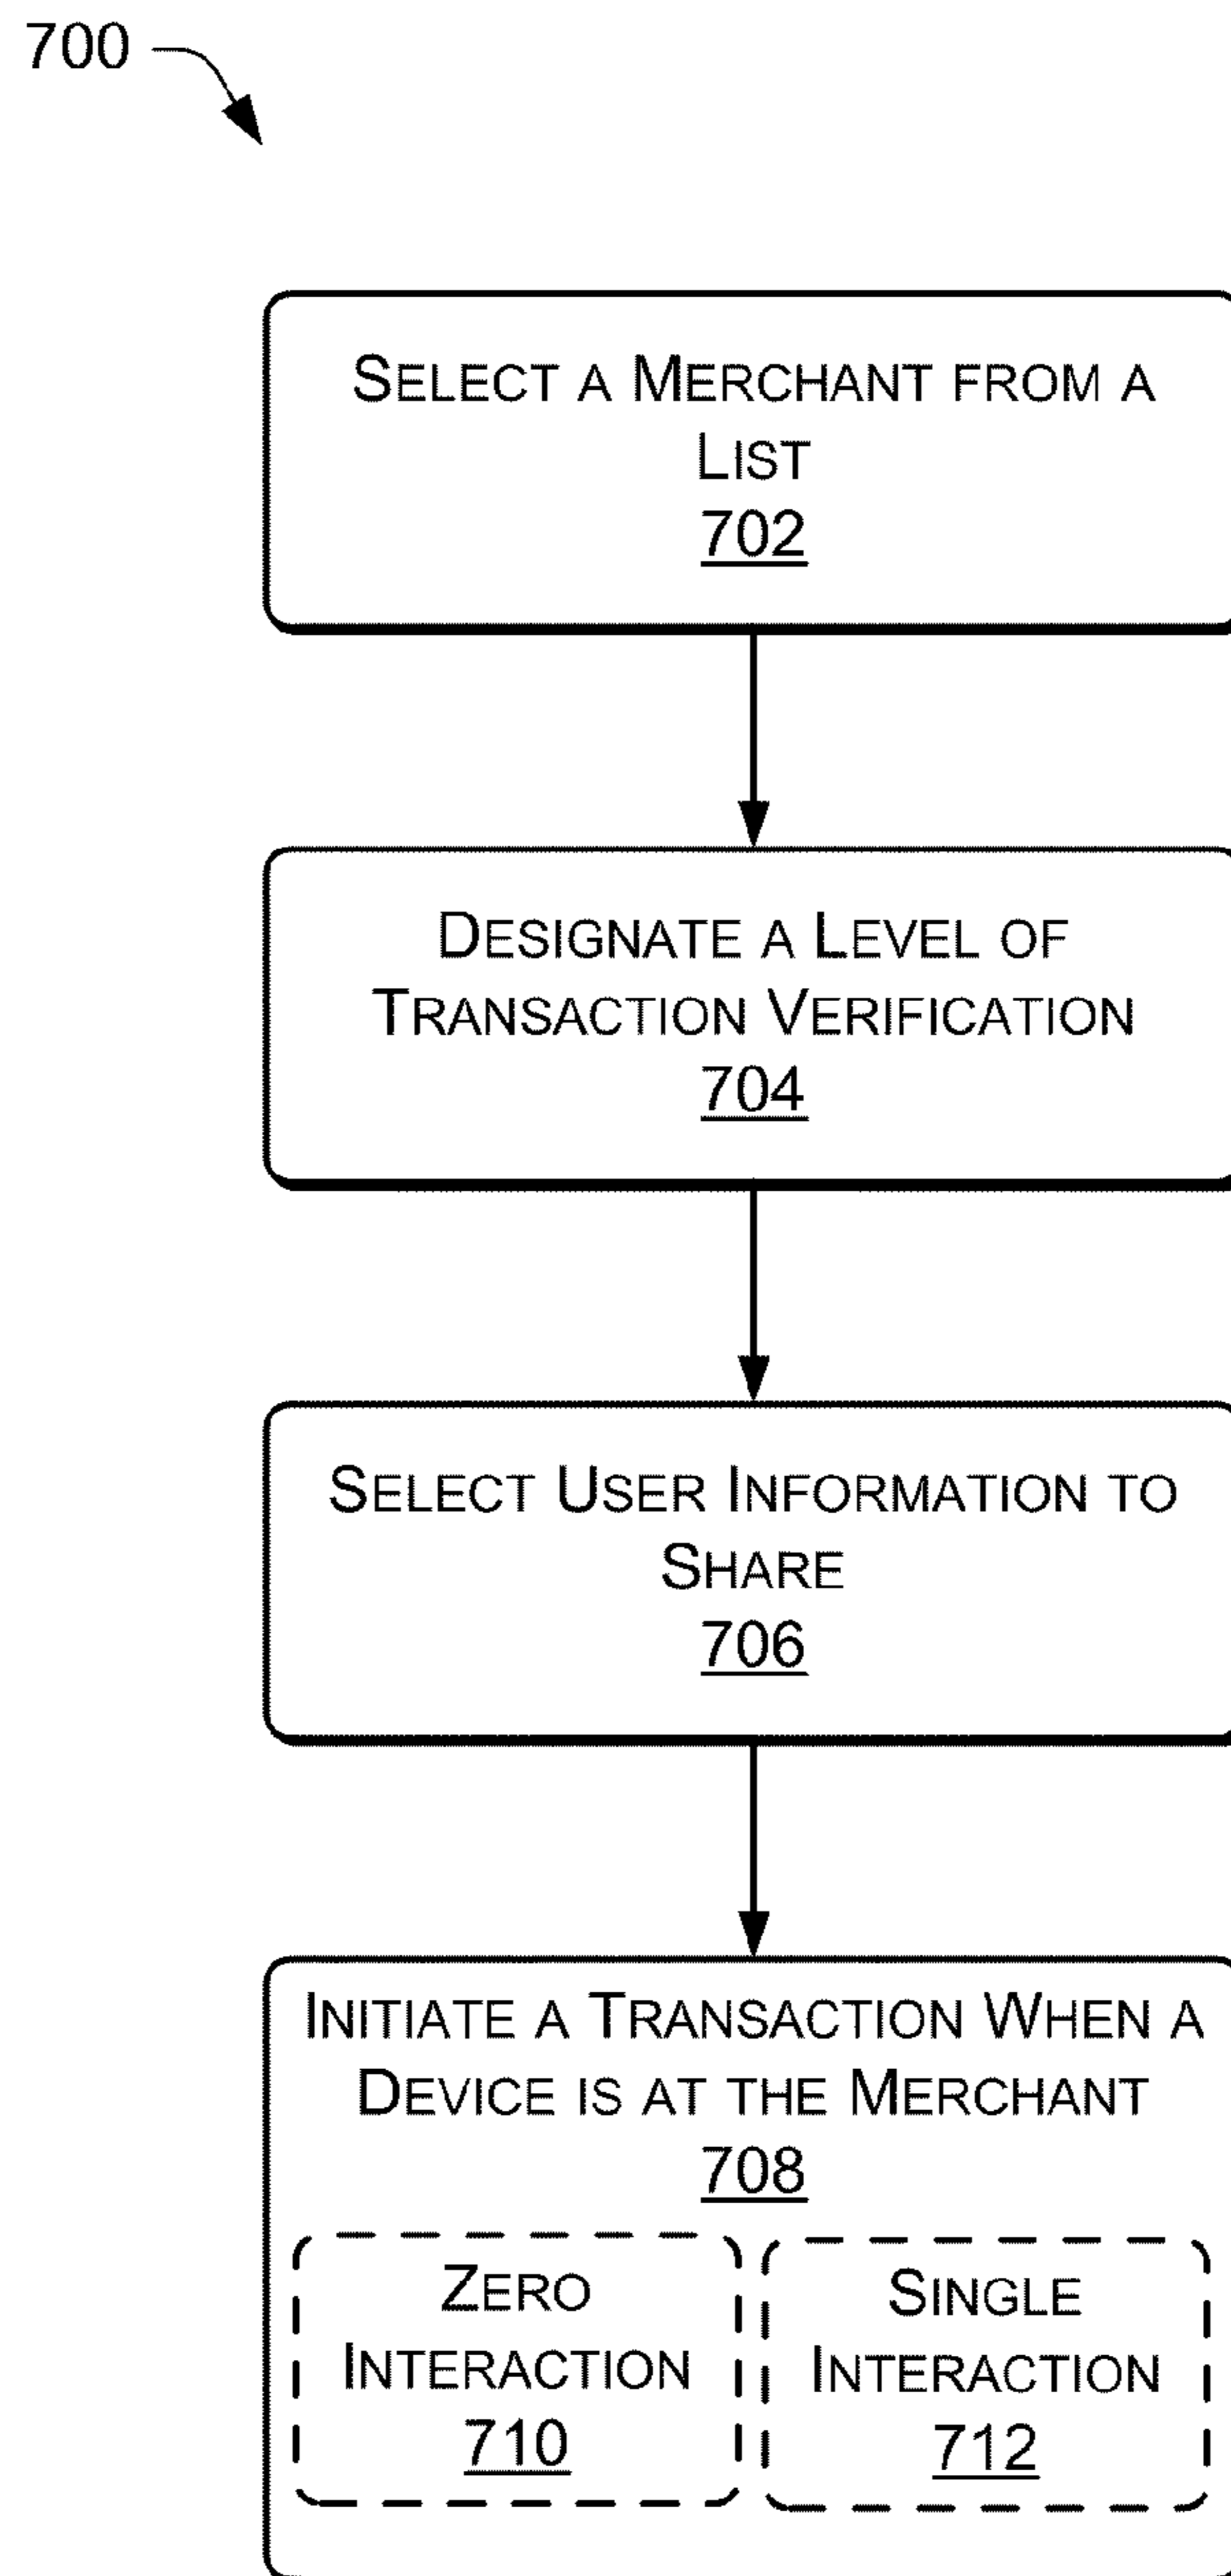 700
SELECT A MERCHANT FROM A
LIST
702
DESIGNATE A LEVEL OF
TRANSACTION VERIFICATION
704
SELECT USER INFORMATION TO
SHARE
706
INITIATE A TRANSACTION WHEN A
DEVICE IS AT THE MERCHANT
708
ZERO
INTERACTION
710
SINGLE
INTERACTION
712